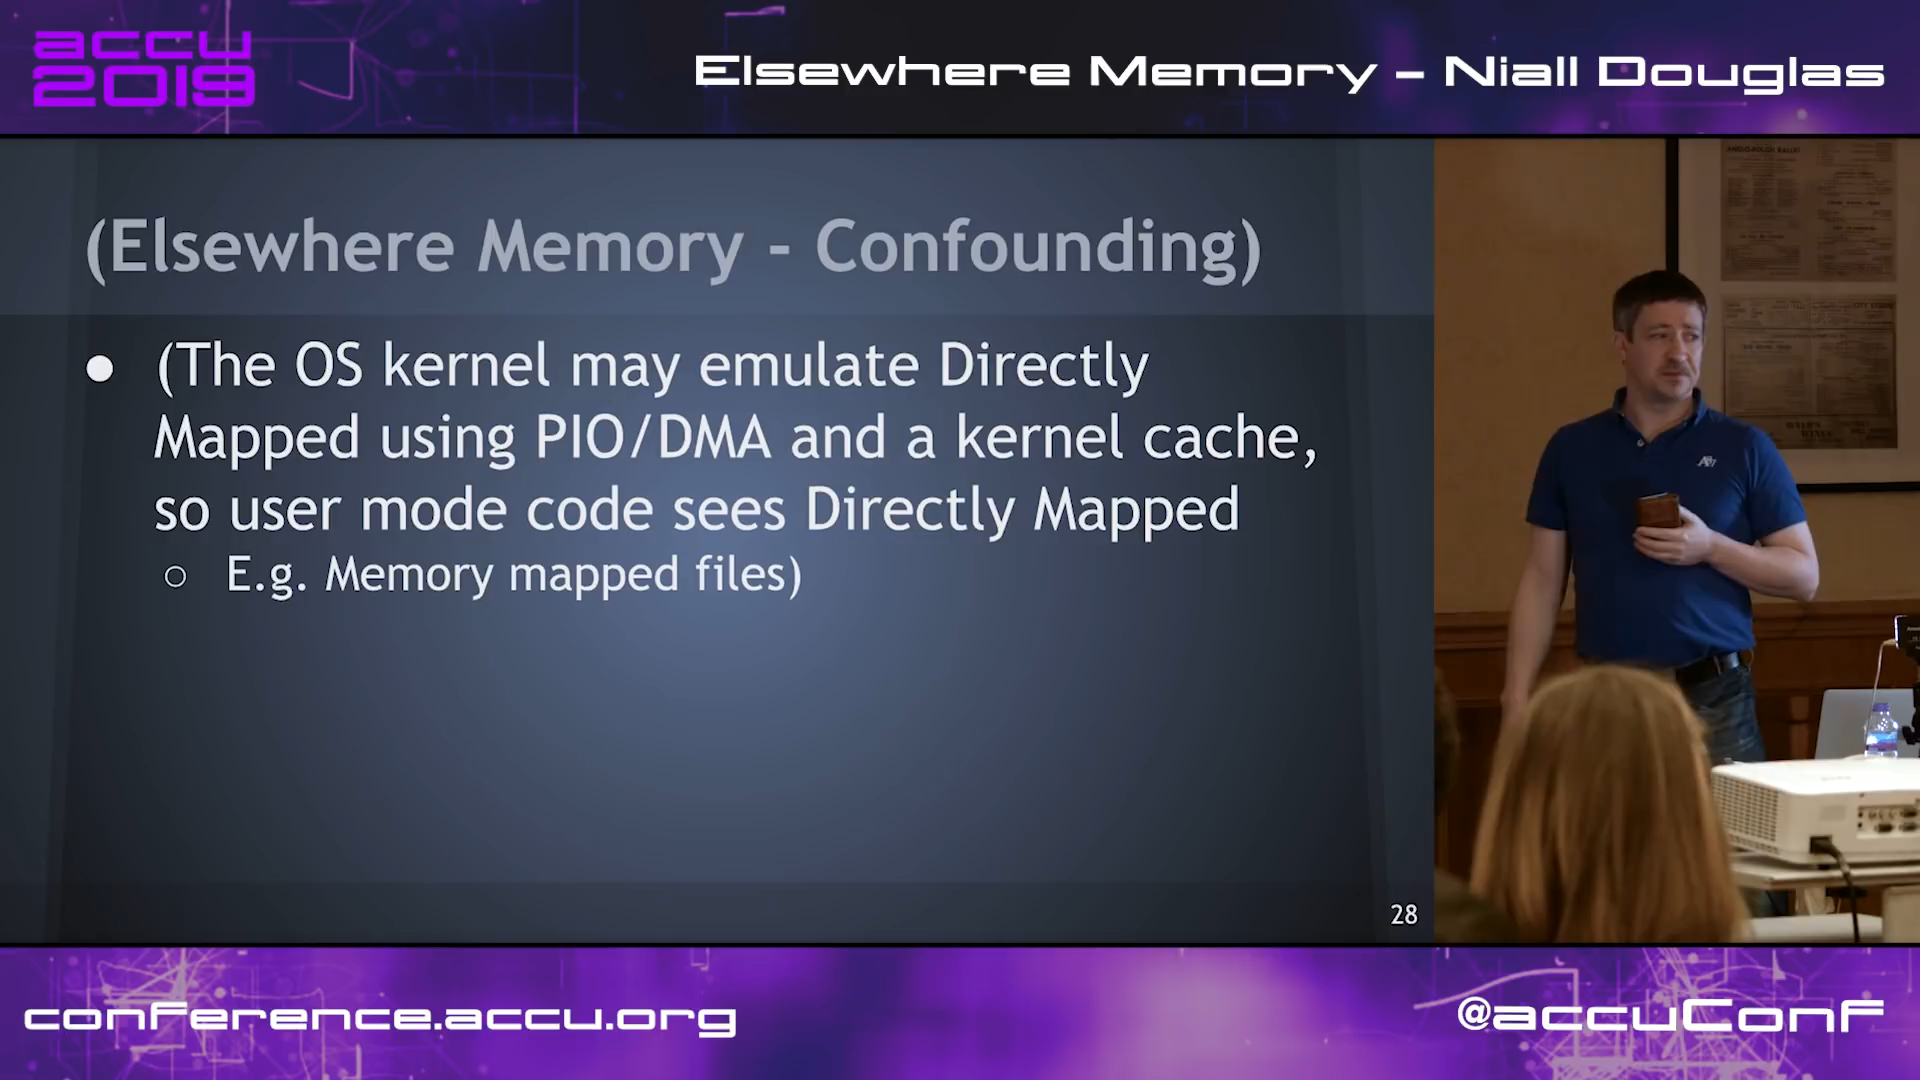 accu
2019
Elsewhere Memory – Niall Douglas
(Elsewhere Memory - Confounding)
● (The OS kernel may emulate Directly
Mapped using PIO/DMA and a kernel cache,
so user mode code sees Directly Mapped
○ E.g. Memory mapped files)
28
conference.accu.org
@accuConf